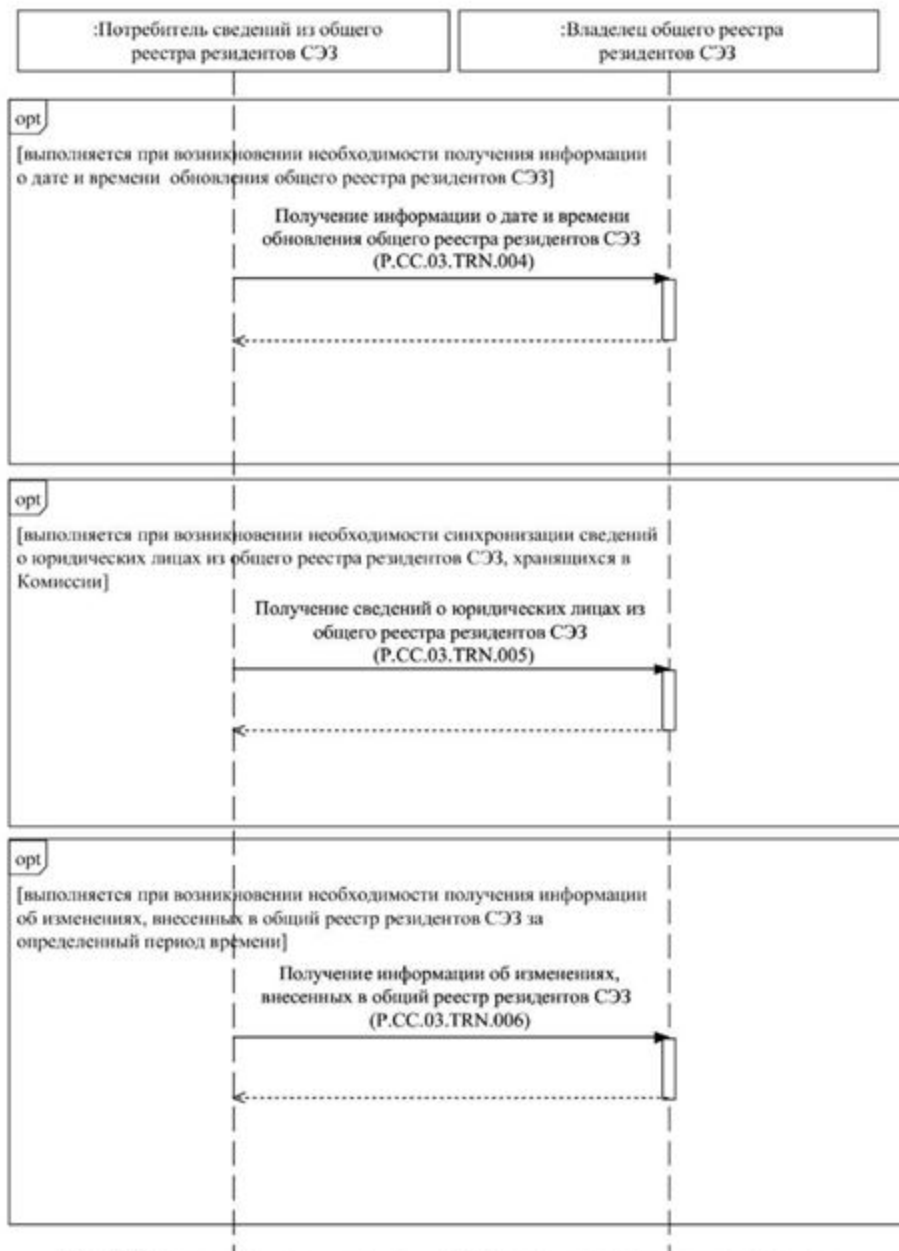 :Потребитель сведений из общего
реестра резидентов СЭЗ
:Владелец общего реестра
резидентов СЭЗ
opt
[выполняется при возникновении необходимости получения информации
о дате и времени обновления общего реестра резидентов СЭЗ]
Получение информации о дате и времени
обновления общего реестра резидентов СЭЗ
(P.CC.03.TRN.004)
opt
[выполняется при возникновении необходимости синхронизации сведений
о юридических лицах из общего реестра резидентов СЭЗ, хранящихся в
Комиссии]
Получение сведений о юридических лицах из
общего реестра резидентов СЭЗ
(P.CC.03.TRN.005)
opt
[выполняется при возникновении необходимости получения информации
об изменениях, внесенных в общий реестр резидентов СЭЗ за
определенный период времени]
Получение информации об изменениях,
внесенных в общий реестр резидентов СЭЗ
(P.CC.03.TRN.006)